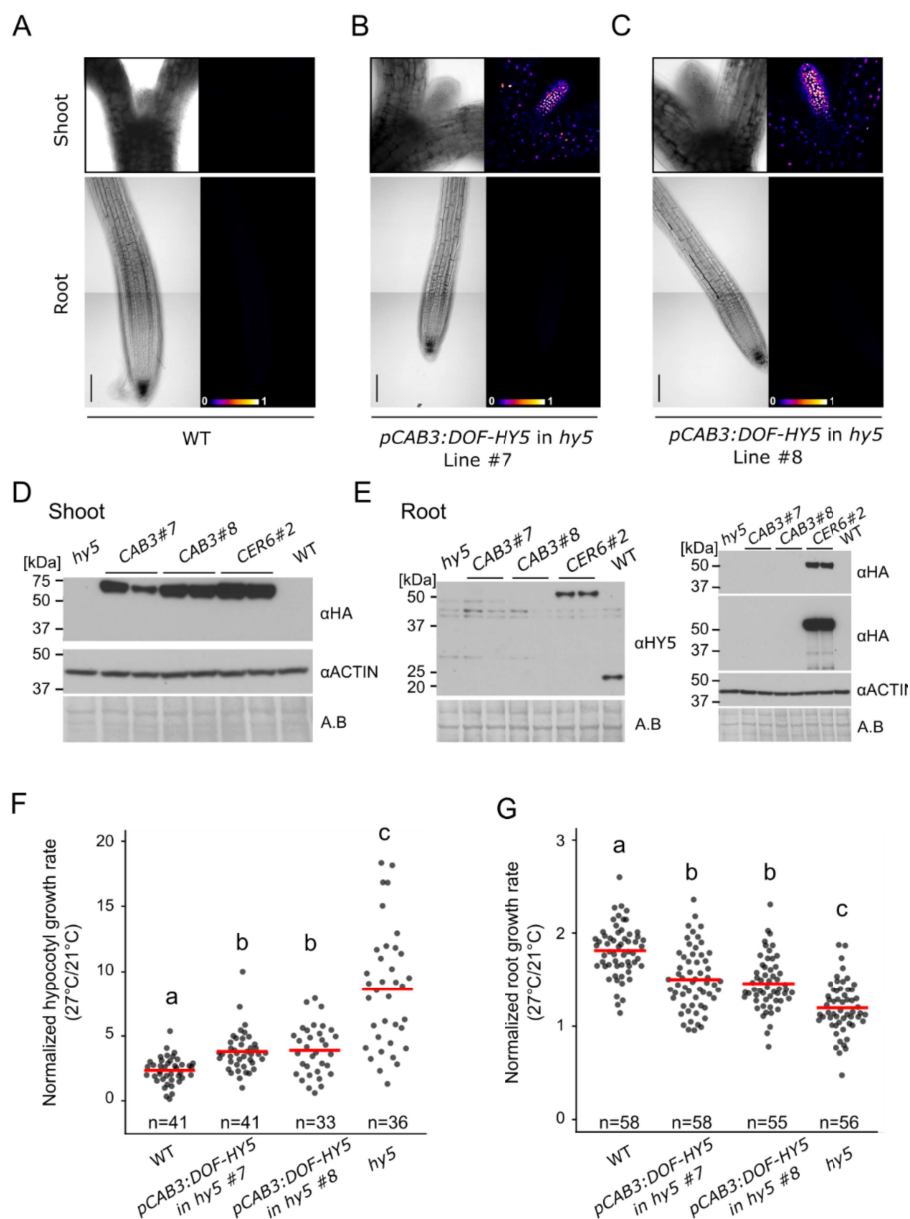 A
B
C
Shoot
Root
0 1
0 1
0 1
WT
pCAB3:DOF-HY5 in hy5
Line #7
pCAB3:DOF-HY5 in hy5
Line #8
D
Shoot
hy5
CAB3#7
CAB3#8
CER6#2
WT
[kDa]
75
50
37
αHA
50
37
αACTIN
A.B
E
Root
hy5
CAB3#7
CAB3#8
CER6#2
WT
[kDa]
50
37
25
20
αHY5
A.B
hy5
CAB3#7
CAB3#8
CER6#2
WT
[kDa]
50
37
αHA
50
37
αHA
50
37
αACTIN
A.B
F
Normalized hypocotyl growth rate
(27°C/21°C)
20
15
10
5
0
a
b
b
c
n=41
n=41
n=33
n=36
WT
pCAB3:DOF-HY5
in hy5 #7
pCAB3:DOF-HY5
in hy5 #8
hy5
G
Normalized root growth rate
(27°C/21°C)
3
2
1
0
a
b
b
c
n=58
n=58
n=55
n=56
WT
pCAB3:DOF-HY5
in hy5 #7
pCAB3:DOF-HY5
in hy5 #8
hy5